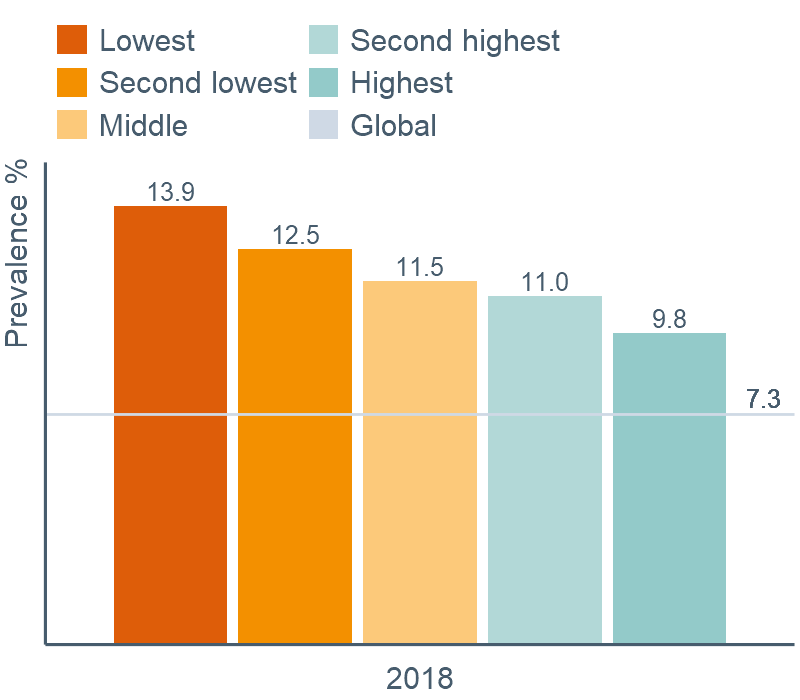 Lowest
Second lowest
Middle
Second highest
Highest
Global
Prevalence %
13.9
12.5
11.5
11.0
9.8
7.3
2018